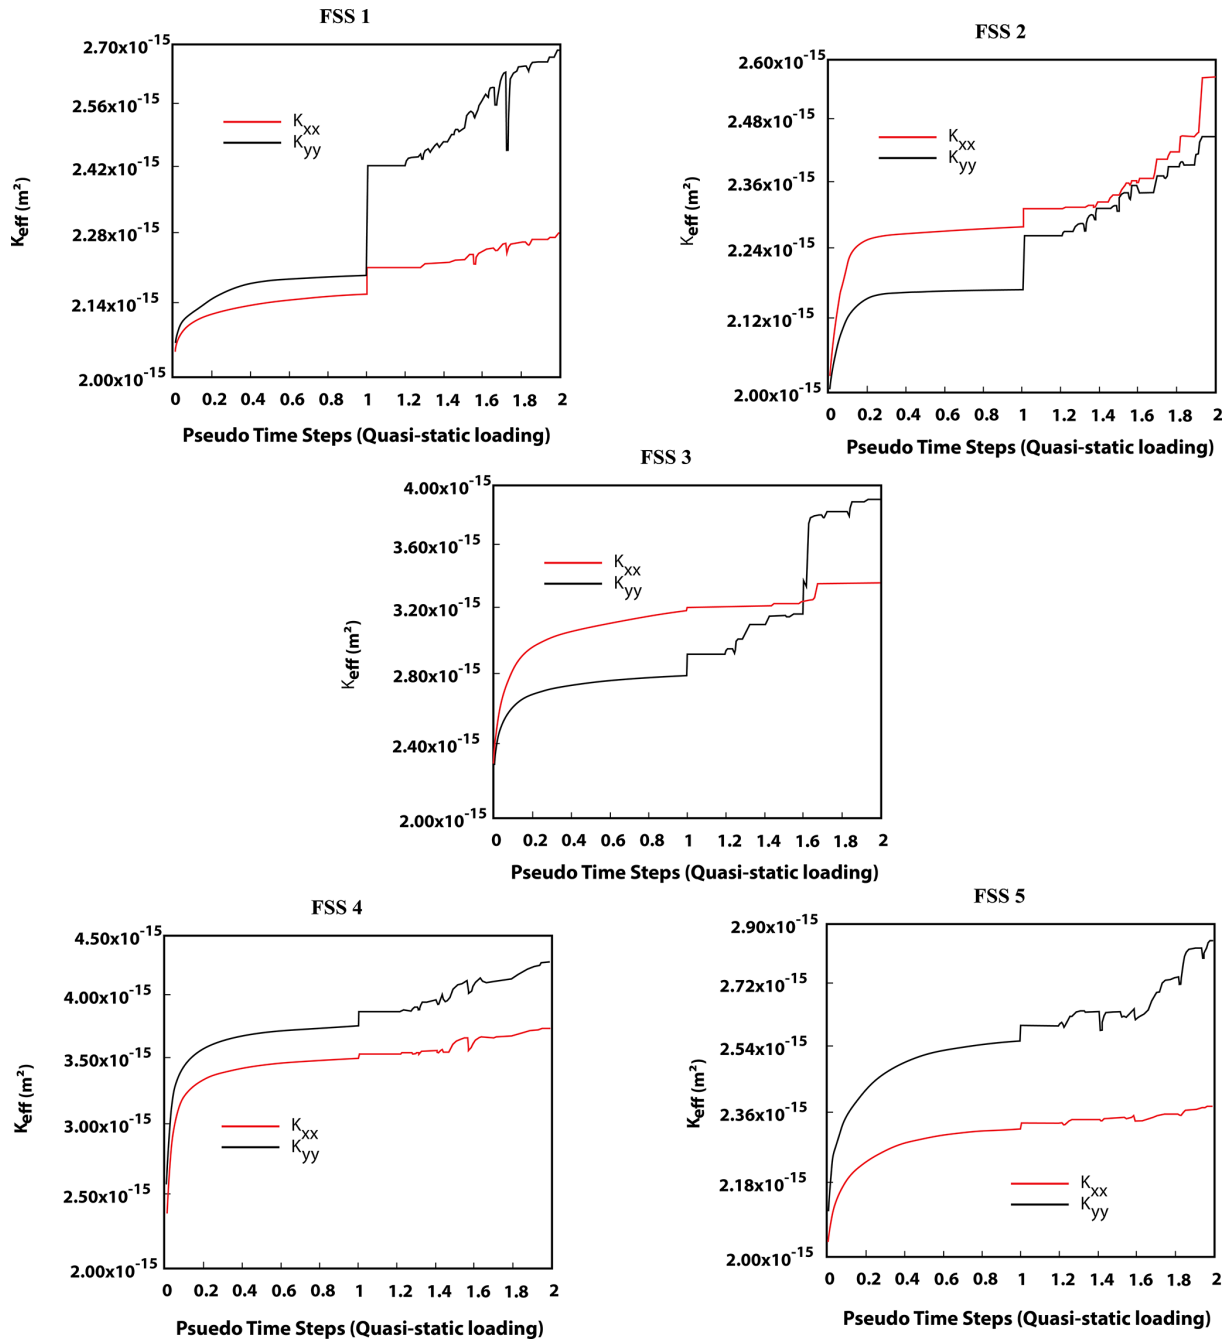 FSS 1
2.70x10-15
2.56x10-15
2.42x10-15
2.28x10-15
2.14x10-15
2.00x10-15
Keff (m²)
Kxx
Kyy
0 0.2 0.4 0.6 0.8 1 1.2 1.4 1.6 1.8 2
Pseudo Time Steps (Quasi-static loading)
FSS 2
2.60x10-15
2.48x10-15
2.36x10-15
2.24x10-15
2.12x10-15
2.00x10-15
Keff (m²)
Kxx
Kyy
0 0.2 0.4 0.6 0.8 1 1.2 1.4 1.6 1.8 2
Pseudo Time Steps (Quasi-static loading)
FSS 3
4.00x10-15
3.60x10-15
3.20x10-15
2.80x10-15
2.40x10-15
2.00x10-15
Keff (m²)
Kxx
Kyy
0 0.2 0.4 0.6 0.8 1 1.2 1.4 1.6 1.8 2
Pseudo Time Steps (Quasi-static loading)
FSS 4
4.50x10-15
4.00x10-15
3.50x10-15
3.00x10-15
2.50x10-15
2.00x10-15
Keff (m²)
Kxx
Kyy
0 0.2 0.4 0.6 0.8 1 1.2 1.4 1.6 1.8 2
Psuedo Time Steps (Quasi-static loading)
FSS 5
2.90x10-15
2.72x10-15
2.54x10-15
2.36x10-15
2.18x10-15
2.00x10-15
Keff (m²)
Kxx
Kyy
0 0.2 0.4 0.6 0.8 1 1.2 1.4 1.6 1.8 2
Pseudo Time Steps (Quasi-static loading)